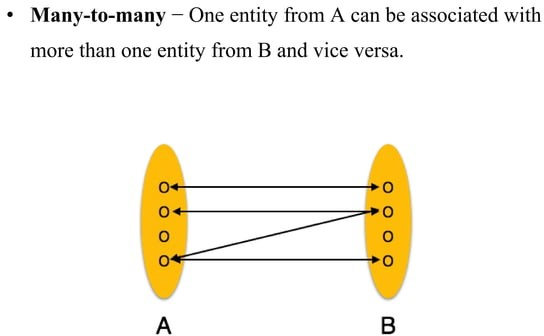 • Many-to-many − One entity from A can be associated with
more than one entity from B and vice versa.
A B